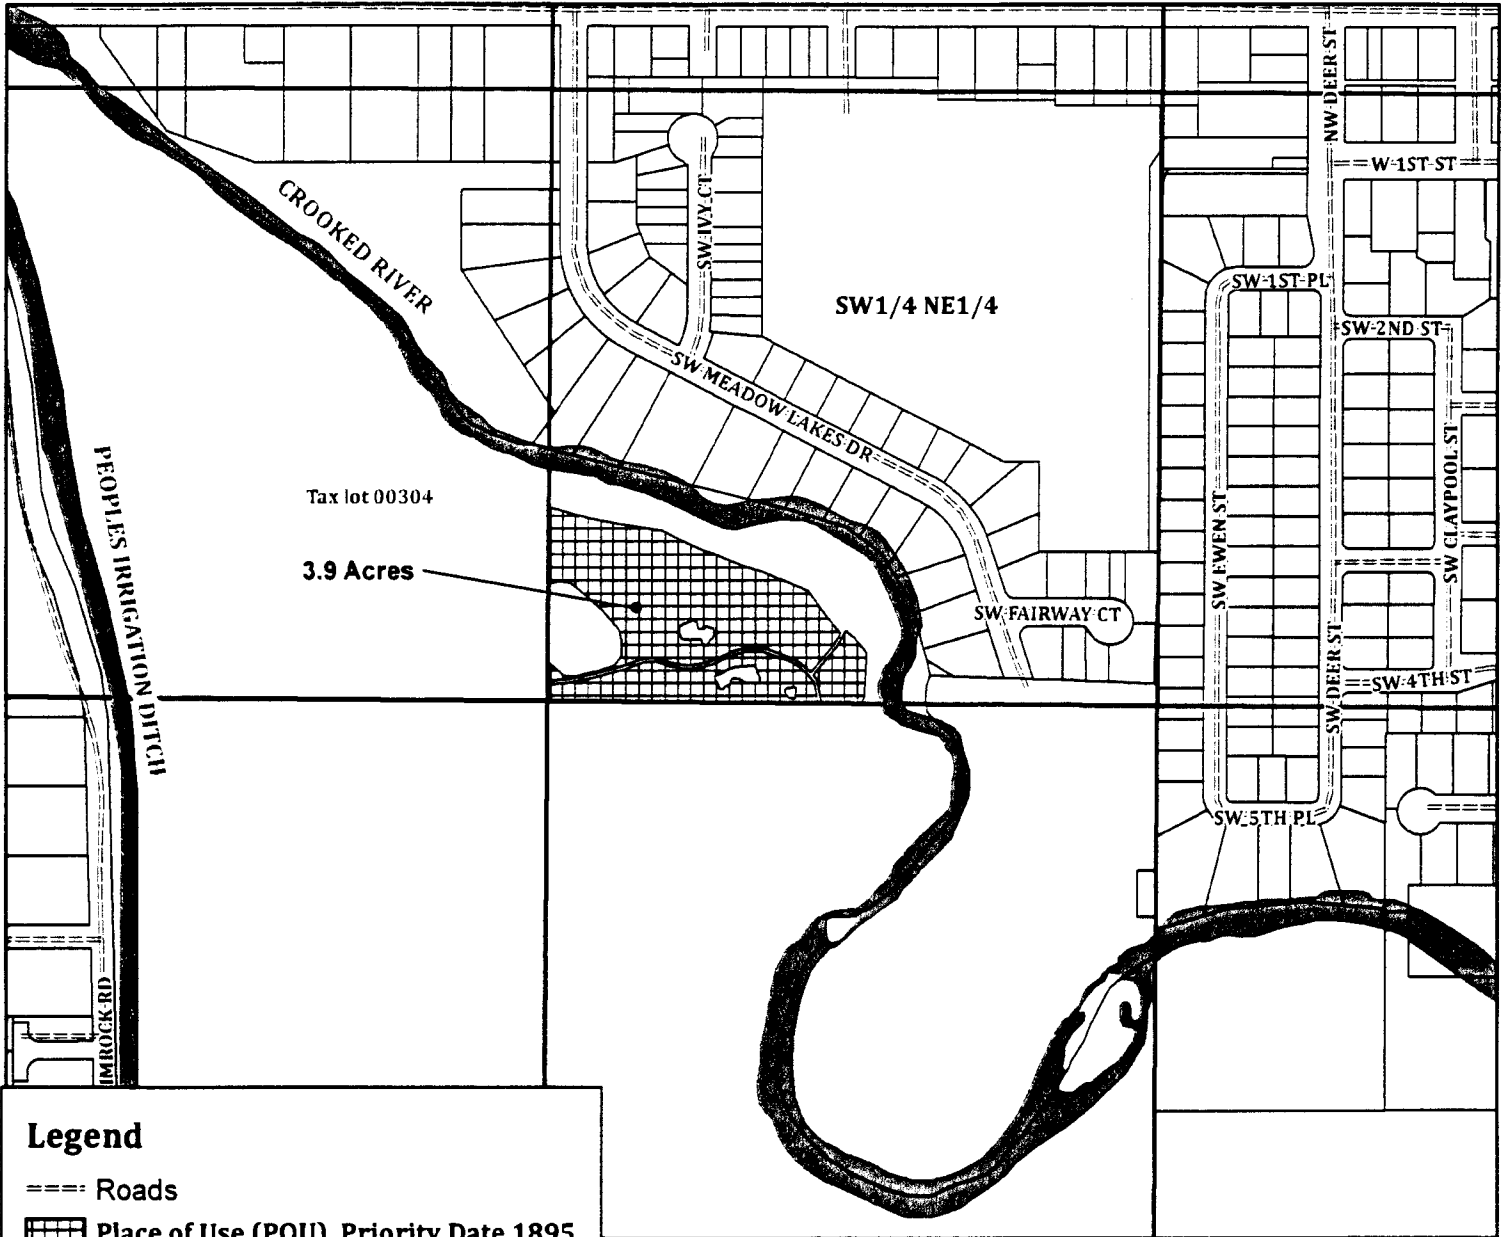 NW DEER ST
W 1ST ST
CROOKED RIVER
SW IVY CT
SW 1ST PL
SW1/4 NE1/4
SW 2ND ST
SW MEADOW LAKES DR
PEOPLES IRRIGATION DITCH
Tax lot 00304
SW EWEN ST
SW CLAYPOOL ST
3.9 Acres
SW FAIRWAY CT
SW DEER ST
SW 4TH ST
SW 5TH PL
IMROCK RD
Legend
Roads
Place of Use (POU), Priority Date 1895